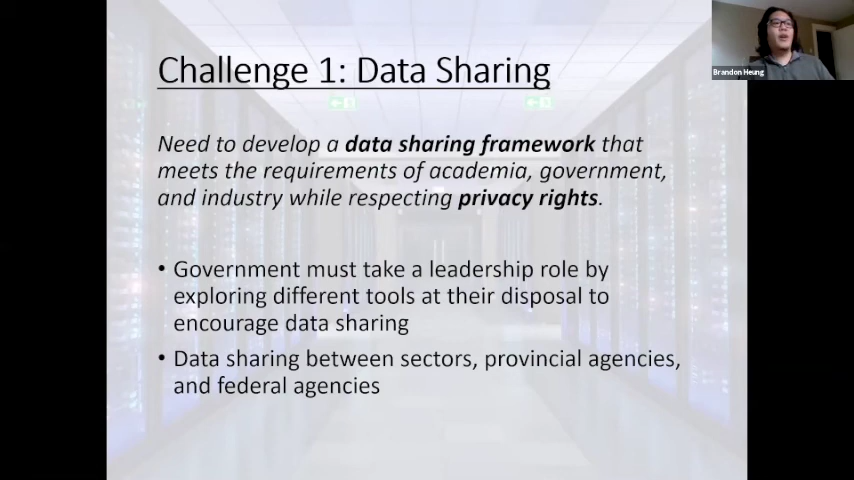 Brandon Heung
Challenge 1: Data Sharing
Need to develop a data sharing framework that
meets the requirements of academia, government,
and industry while respecting privacy rights.
• Government must take a leadership role by
exploring different tools at their disposal to
encourage data sharing
• Data sharing between sectors, provincial agencies,
and federal agencies